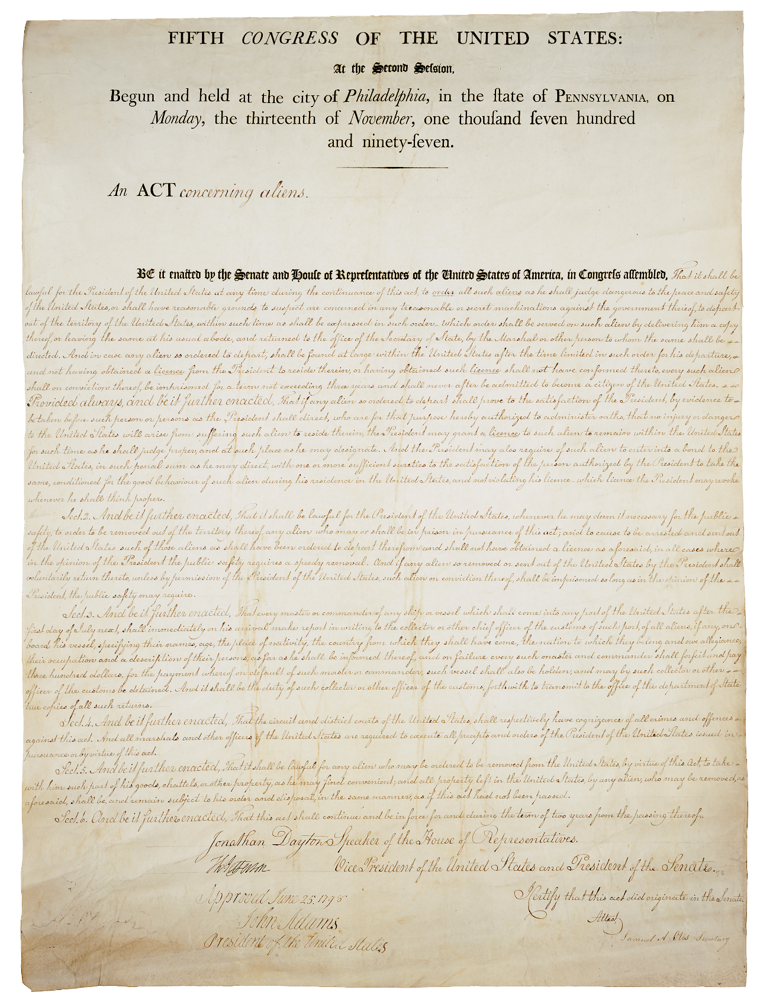 FIFTH CONGRESS OF THE UNITED STATES:
At the Second Seſsion,
Begun and held at the city of Philadelphia, in the ſtate of PENNSYLVANIA, on
Monday, the thirteenth of November, one thouſand ſeven hundred
and ninety-ſeven.
An ACT concerning aliens.
BE it enacted by the Senate and Houſe of Repreſentatives of the United States of America, in Congreſs aſſembled, That it shall be
lawful for the President of the United States at any time during the continuance of this act, to order all such aliens as he shall judge dangerous to the peace and safety
of the United States, or shall have reasonable grounds to suspect are concerned in any treasonable or secret machinations against the government thereof, to depart
out of the territory of the United States, within such time as shall be expressed in such order_ which order shall be served on such alien by delivering him a copy
thereof, or leaving the same at his usual abode, and returned to the office of the Secretary of State, by the Marshal or other person to whom the same shall be
directed. And in case any alien so ordered to depart, shall be found at large within the United States after the time limited in such order for his departure,
and not having obtained a licence from the President to reside therein, or having obtained such licence shall not have conformed thereto, every such alien
shall on conviction thereof, be imprisoned for a term not exceeding three years and shall never after be admitted to become a citizen of the United States.
Provided always, and be it further enacted, That if any alien so ordered to depart shall prove to the satisfaction of the President, by evidence to
be taken before such person or persons as the President shall direct, who are for that purpose hereby authorized to administer oaths, that no injury or danger
to the United States will arise from suffering such alien to reside therein, the President may grant a licence to such alien to remain within the United States
for such time as he shall judge proper, and at such place as he may designate. And the President may also require of such alien to enter into a bond to the
United States, in such penal sum as he may direct, with one or more sufficient sureties to the satisfaction of the person authorized by the President to take the
same, conditioned for the good behaviour of such alien during his residence in the United States, and not violating his licence_ which licence the President may revoke
whenever he shall think proper.
Sect. 2. And be it further enacted, That it shall be lawful for the President of the United States, whenever he may deem it necessary for the public
safety, to order to be removed out of the territory thereof, any alien who may or shall be in prison in pursuance of this act; and to cause to be arrested and sent out
of the United States such of those aliens as shall have been ordered to depart therefrom and shall not have obtained a licence as aforesaid, in all cases where
in the opinion of the President the public safety requires a speedy removal. And if any alien so removed or sent out of the United States by the President shall
voluntarily return thereto, unless by permission of the President of the United States, such alien on conviction thereof, shall be imprisoned so long as in the opinion of the
President, the public safety may require.
Sect. 3. And be it further enacted, That every master or commander of any ship or vessel which shall come into any port of the United States after the
first day of July next, shall immediately on his arrival make report in writing to the collector or other chief officer of the customs of such port, of all aliens, if any, on
board his vessel, specifying their names, age, the place of nativity, the country from which they shall have come, the nation to which they belong and owe allegiance,
their occupation and a description of their persons, as far as he shall be informed thereof, and on failure every such master and commander shall forfeit and pay
three hundred dollars, for the payment whereof on default of such master or commander, such vessel shall also be holden, and may by such collector or other
officer of the customs be detained. And it shall be the duty of such collector or other officer of the customs, forthwith to transmit to the office of the department of State
true copies of all such returns.
Sect. 4. And be it further enacted, That the circuit and district courts of the United States, shall respectively have cognizance of all crimes and offences
against this act. And all marshals and other officers of the United States are required to execute all precepts and orders of the President of the United States issued in
pursuance or by virtue of this act.
Sect. 5. And be it further enacted, That it shall be lawful for any alien who may be ordered to be removed from the United States, by virtue of this Act, to take
with him such part of his goods, chattels, or other property, as he may find convenient; and all property left in the United States, by any alien, who may be removed, as
aforesaid, shall be, and remain subject to his order and disposal, in the same manner, as if this act had not been passed.
Sect. 6. And be it further enacted, That this act shall continue and be in force for and during the term of two years from the passing thereof.
Jonathan Dayton Speaker of the House of Representatives.
Th Jefferson Vice President of the United States and President of the Senate.
Approved June 25. 1798 I Certify that this act did originate in the Senate.
John Adams Attest,
President of the United States Samuel A. Otis Secretary